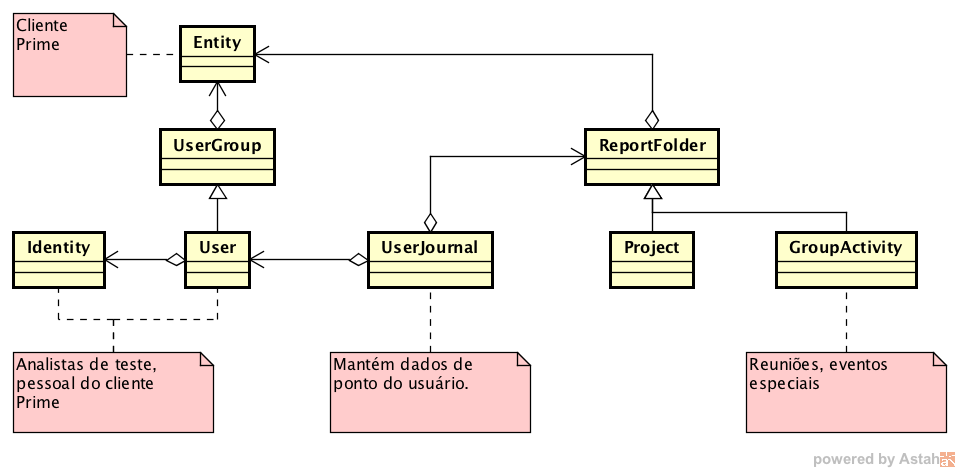 Cliente
Prime
Entity
UserGroup
ReportFolder
Identity
User
UserJournal
Project
GroupActivity
Analistas de teste,
pessoal do cliente
Prime
Mantém dados de
ponto do usuário.
Reuniões, eventos
especiais
powered by Astah